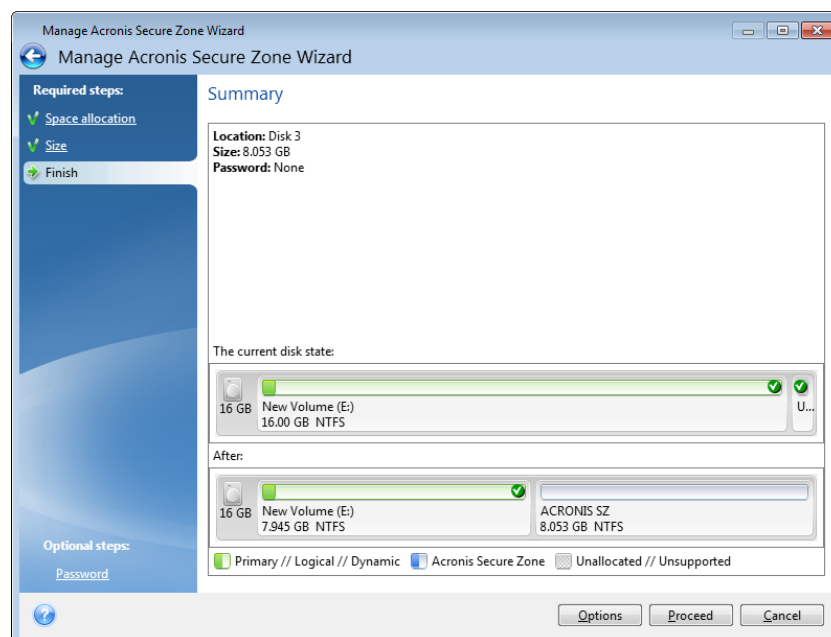 Manage Acronis Secure Zone Wizard
Manage Acronis Secure Zone Wizard
Required steps:
Space allocation
Size
Finish
Optional steps:
Password
Summary
Location: Disk 3
Size: 8.053 GB
Password: None
The current disk state:
16 GB
New Volume (E:)
16.00 GB NTFS
U...
After:
16 GB
New Volume (E:)
7.945 GB NTFS
ACRONIS SZ
8.053 GB NTFS
Primary // Logical // Dynamic Acronis Secure Zone Unallocated // Unsupported
Options Proceed Cancel